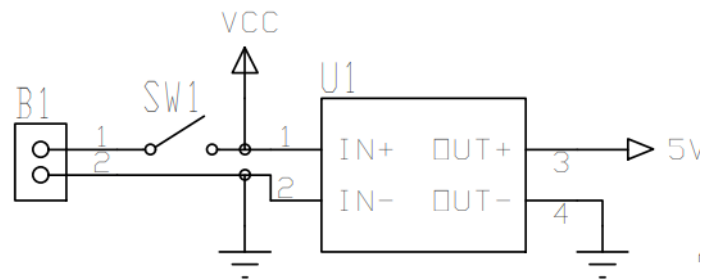 VCC
U1
B1
SW1
1
1
IN+
OUT+
3
5V
2
2
IN-
OUT-
4